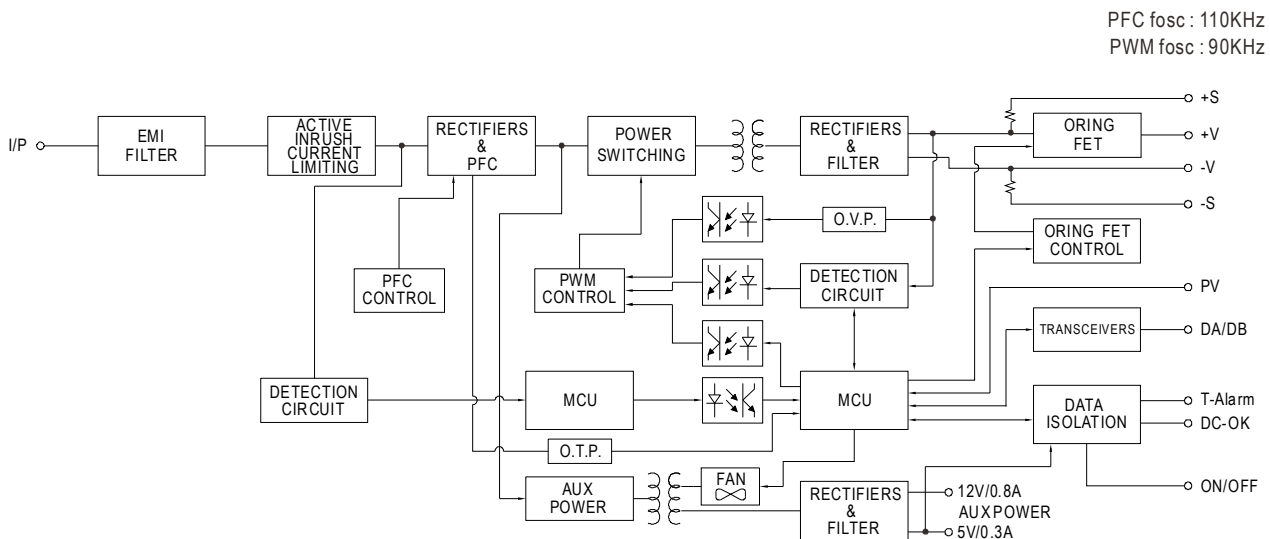 PFC fosc : 110KHz
PWM fosc : 90KHz
I/P
EMI
FILTER
ACTIVE
INRUSH
CURRENT
LIMITING
RECTIFIERS
&
PFC
POWER
SWITCHING
RECTIFIERS
&
FILTER
+S
ORING
FET
+V
-V
-S
O.V.P.
ORING FET
CONTROL
PFC
CONTROL
PWM
CONTROL
DETECTION
CIRCUIT
PV
TRANSCEIVERS
DA/DB
DETECTION
CIRCUIT
MCU
MCU
DATA
ISOLATION
T-Alarm
DC-OK
O.T.P.
AUX
POWER
FAN
RECTIFIERS
&
FILTER
12V/0.8A
AUX POWER
5V/0.3A
ON/OFF